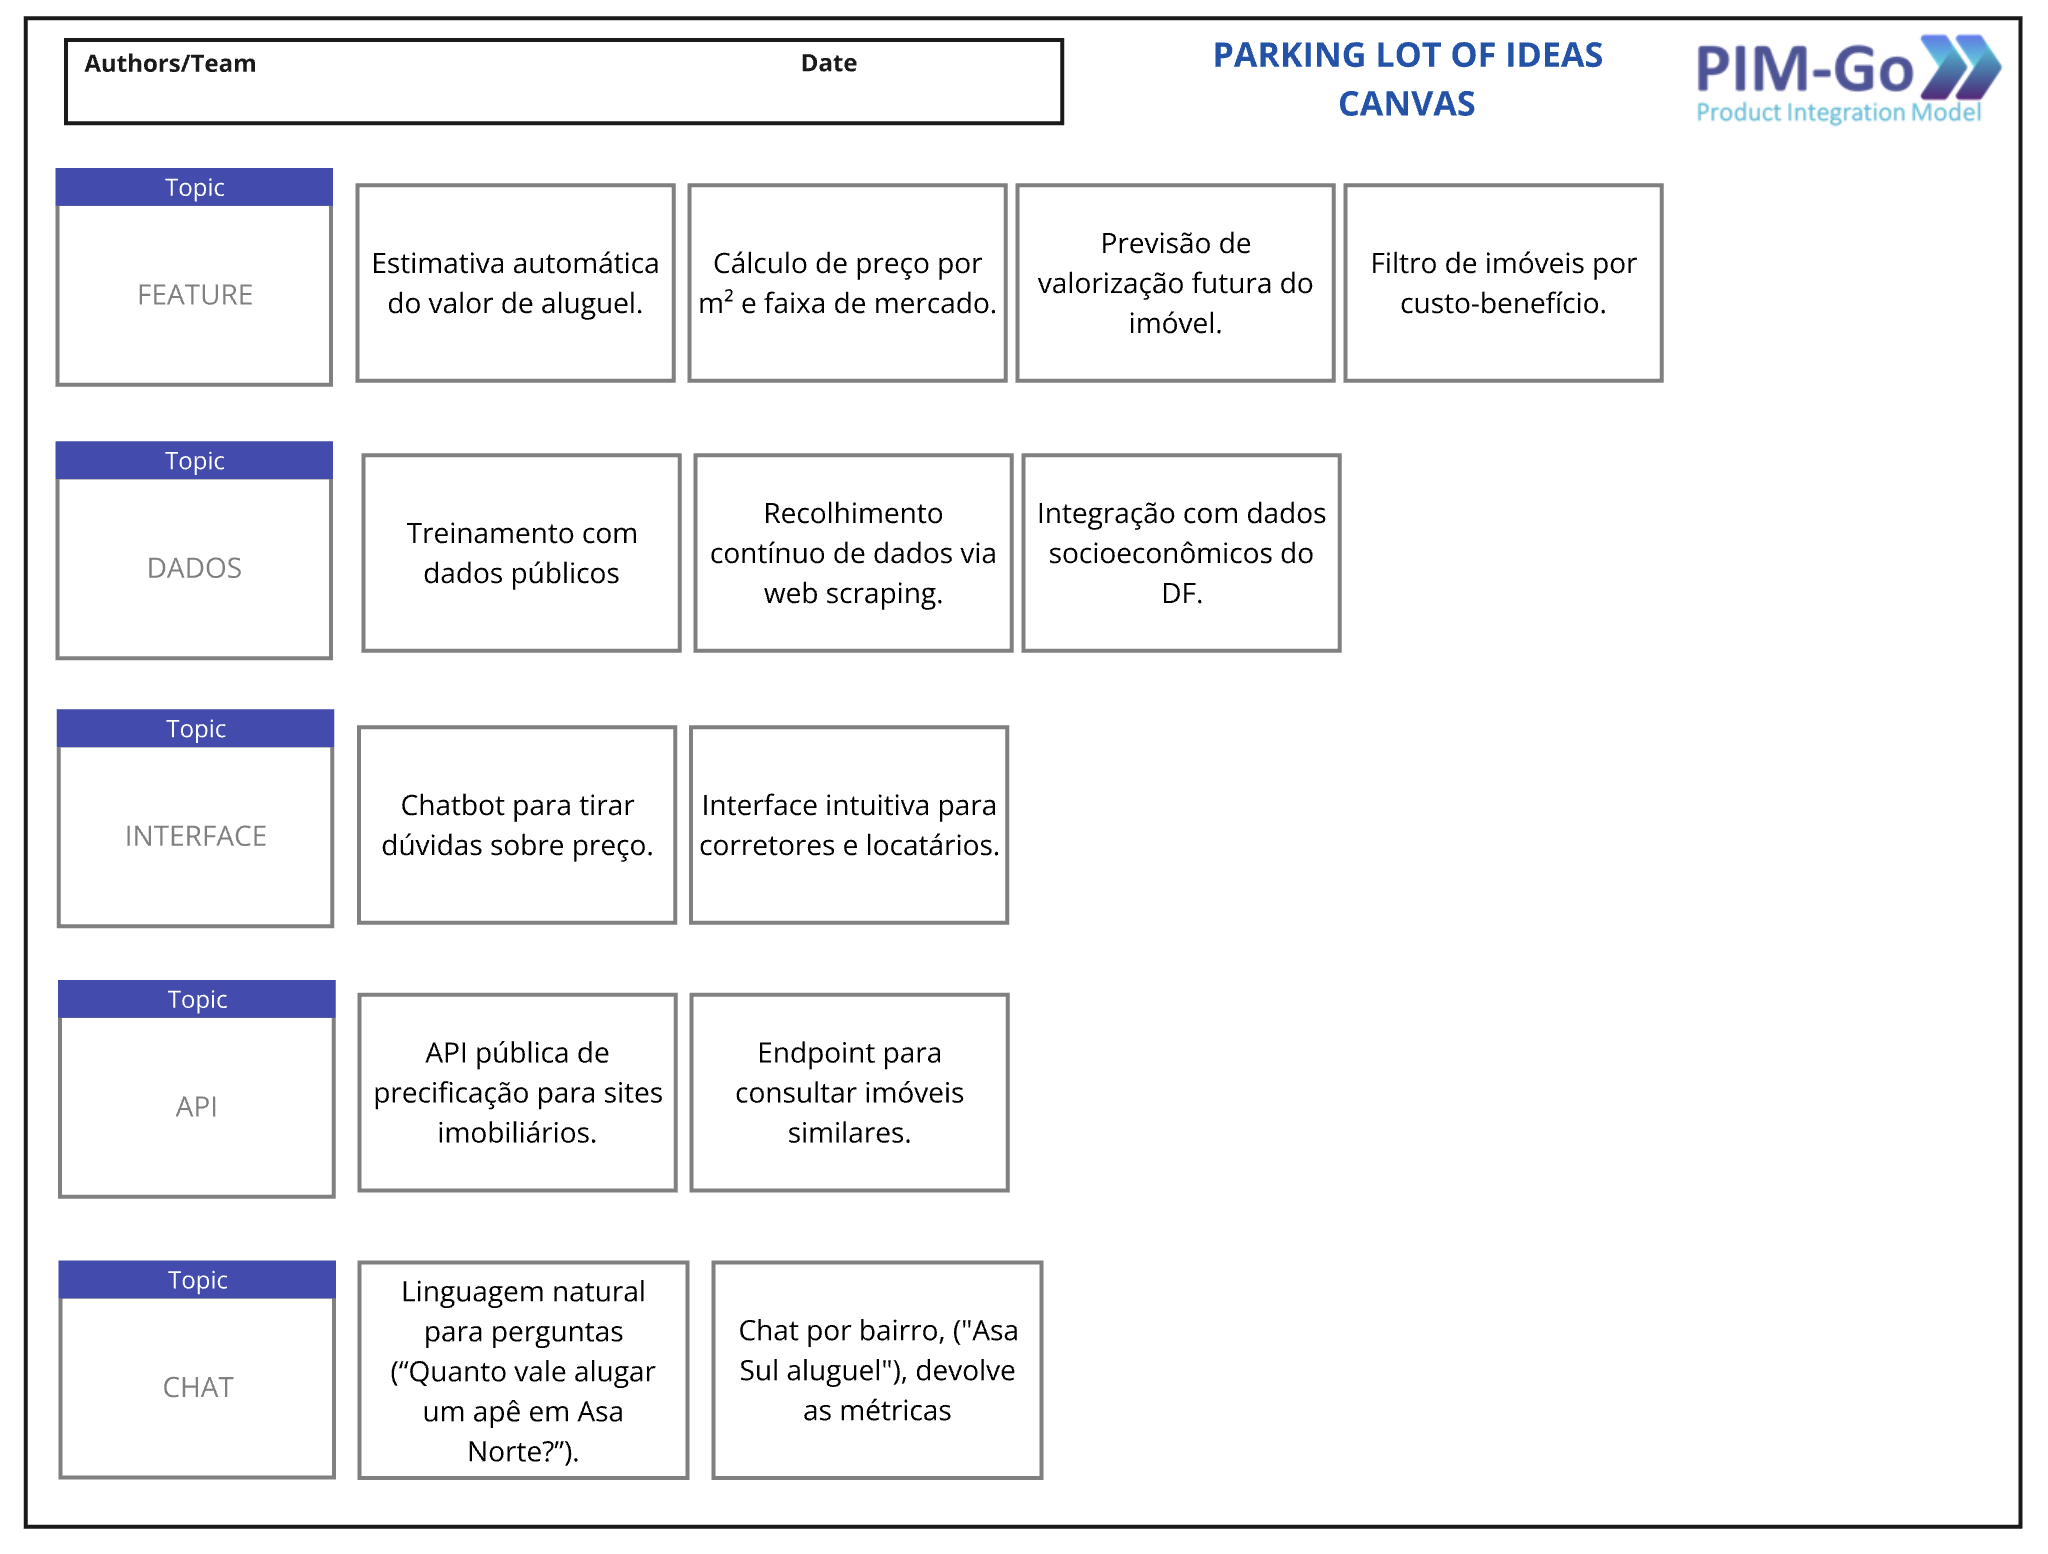 Authors/Team Date
PARKING LOT OF IDEAS
CANVAS
PIM-Go
Product Integration Model
Topic
FEATURE
Estimativa automática
do valor de aluguel.
Cálculo de preço por
m² e faixa de mercado.
Previsão de
valorização futura do
imóvel.
Filtro de imóveis por
custo-benefício.
Topic
DADOS
Treinamento com
dados públicos
Recolhimento
contínuo de dados via
web scraping.
Integração com dados
socioeconômicos do
DF.
Topic
INTERFACE
Chatbot para tirar
dúvidas sobre preço.
Interface intuitiva para
corretores e locatários.
Topic
API
API pública de
precificação para sites
imobiliários.
Endpoint para
consultar imóveis
similares.
Topic
CHAT
Linguagem natural
para perguntas
(“Quanto vale alugar
um apê em Asa
Norte?”).
Chat por bairro, ("Asa
Sul aluguel"), devolve
as métricas